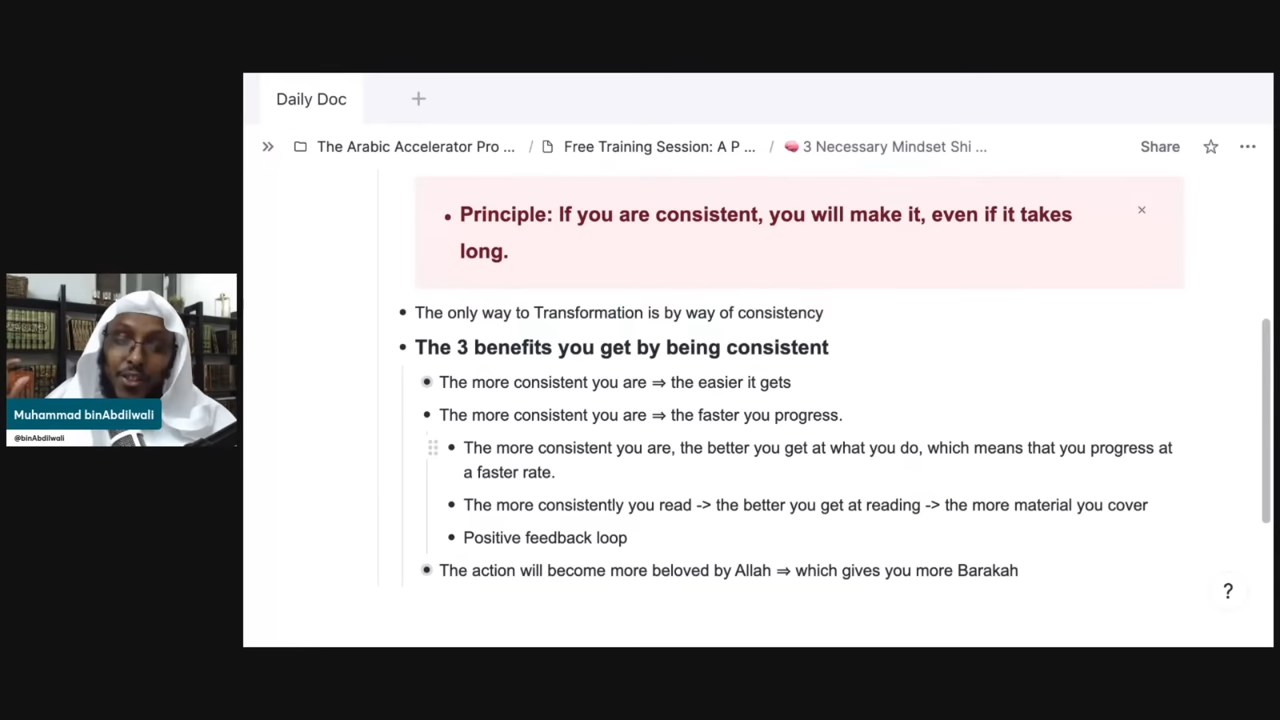 Daily Doc +
The Arabic Accelerator Pro ... / Free Training Session: A P ... / 3 Necessary Mindset Shi ... Share
Principle: If you are consistent, you will make it, even if it takes
long.
The only way to Transformation is by way of consistency
The 3 benefits you get by being consistent
The more consistent you are ⇒ the easier it gets
The more consistent you are ⇒ the faster you progress.
The more consistent you are, the better you get at what you do, which means that you progress at
a faster rate.
The more consistently you read -> the better you get at reading -> the more material you cover
Positive feedback loop
The action will become more beloved by Allah ⇒ which gives you more Barakah
?
Muhammad binAbdilwali
@binAbdilwali